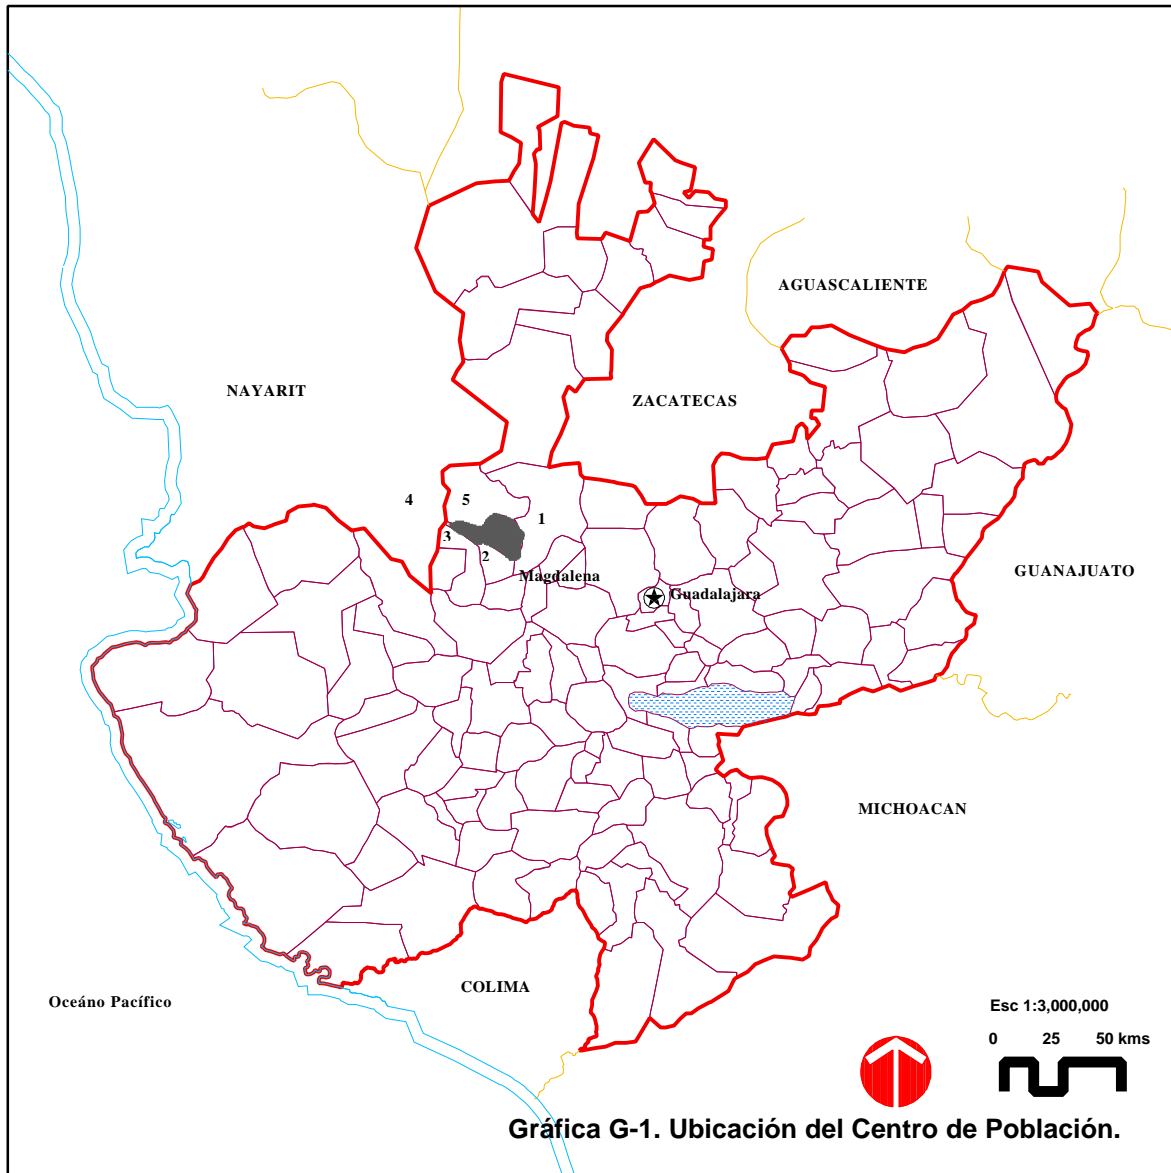 AGUASCALIENTE
NAYARIT
ZACATECAS
4
5
1
3
2
Magdalena
GUANAJUATO
Guadalajara
MICHOACAN
COLIMA
Oceáno Pacífico
Esc 1:3,000,000
0 25 50 kms
Gráfica G-1. Ubicación del Centro de Población.